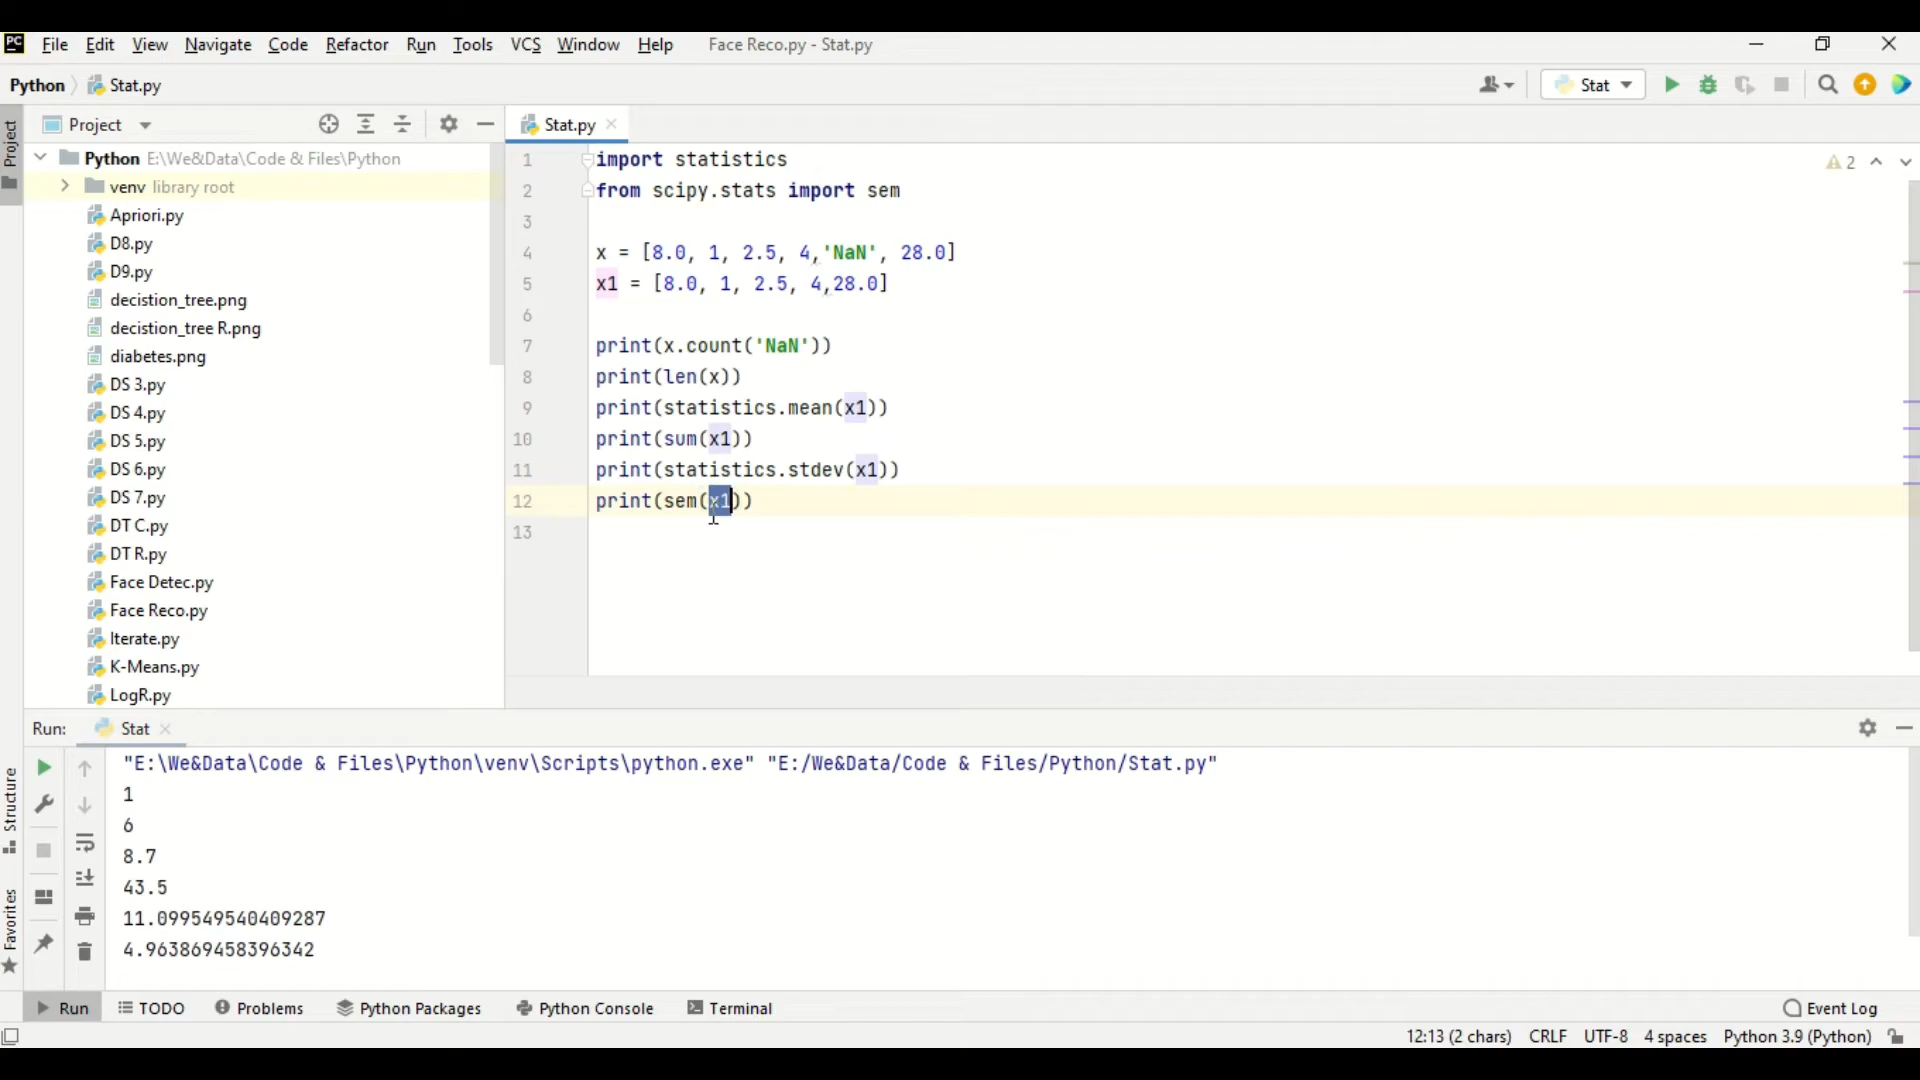 PC File Edit View Navigate Code Refactor Run Tools VCS Window Help Face Reco.py - Stat.py
Python Stat.py Stat
Project Stat.py
Project
Python E:\We&Data\Code & Files\Python
venv library root
Apriori.py
D8.py
D9.py
decistion_tree.png
decistion_tree R.png
diabetes.png
DS 3.py
DS 4.py
DS 5.py
DS 6.py
DS 7.py
DT C.py
DT R.py
Face Detec.py
Face Reco.py
Iterate.py
K-Means.py
LogR.py
1 import statistics
2 from scipy.stats import sem
3
4 x = [8.0, 1, 2.5, 4,'NaN', 28.0]
5 x1 = [8.0, 1, 2.5, 4,28.0]
6
7 print(x.count('NaN'))
8 print(len(x))
9 print(statistics.mean(x1))
10 print(sum(x1))
11 print(statistics.stdev(x1))
12 print(sem(x1))
13
2
Run: Stat
"E:\We&Data\Code & Files\Python\venv\Scripts\python.exe" "E:/We&Data/Code & Files/Python/Stat.py"
1
6
8.7
43.5
11.099549540409287
4.963869458396342
Structure
Favorites
Run TODO Problems Python Packages Python Console Terminal Event Log
12:13 (2 chars) CRLF UTF-8 4 spaces Python 3.9 (Python)